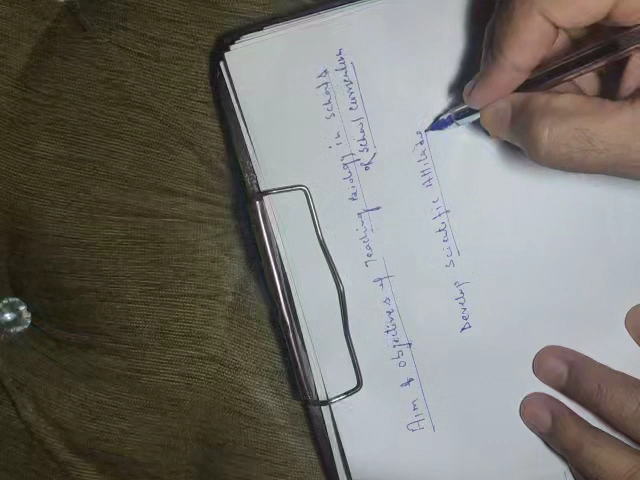 Aim & Objectives of Teaching Biology in Schools
of School Curriculum
Develop Scientific Attitude